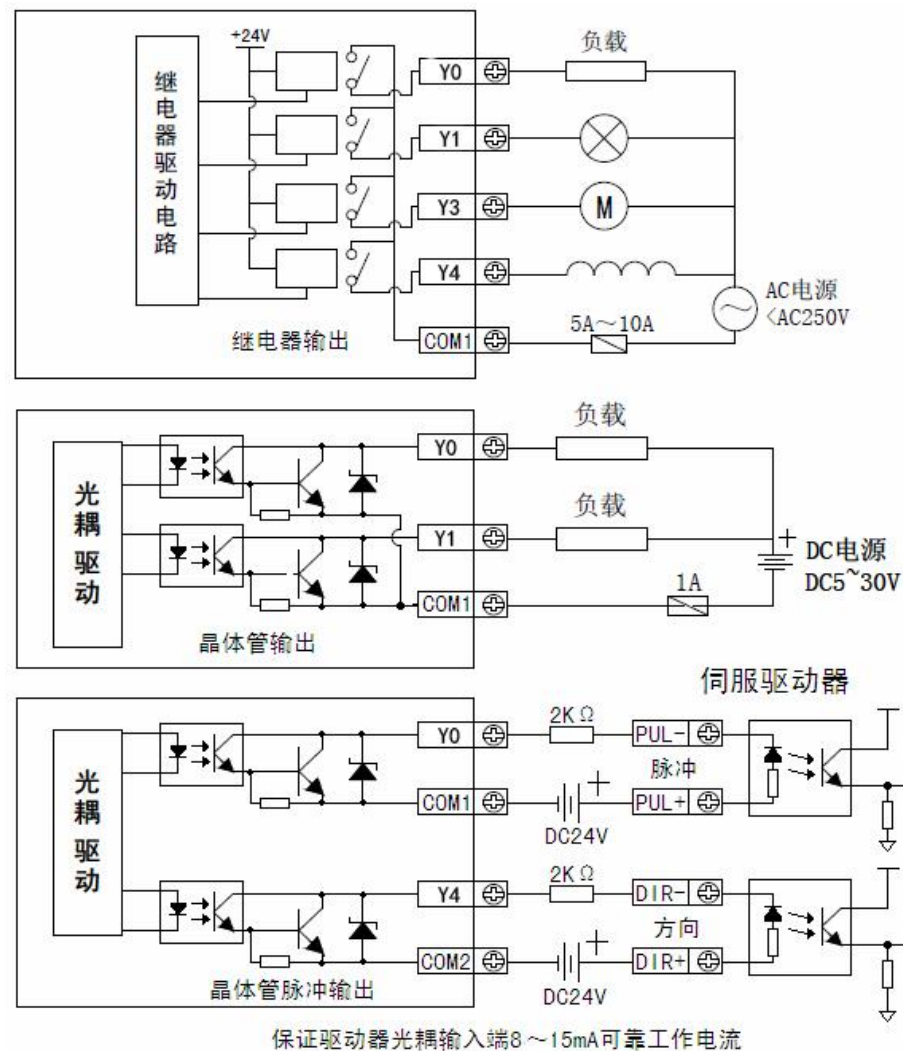 +24V
继电器驱动电路
Y0
负载
Y1
Y3
M
Y4
AC电源
<AC250V
5A～10A
COM1
继电器输出
负载
Y0
光耦驱动
负载
Y1
+
DC电源
DC5~30V
1A
COM1
晶体管输出
伺服驱动器
2KΩ
Y0
PUL-
脉冲
光耦驱动
COM1
+
PUL+
DC24V
2KΩ
Y4
DIR-
方向
COM2
+
DIR+
DC24V
晶体管脉冲输出
保证驱动器光耦输入端8～15mA可靠工作电流